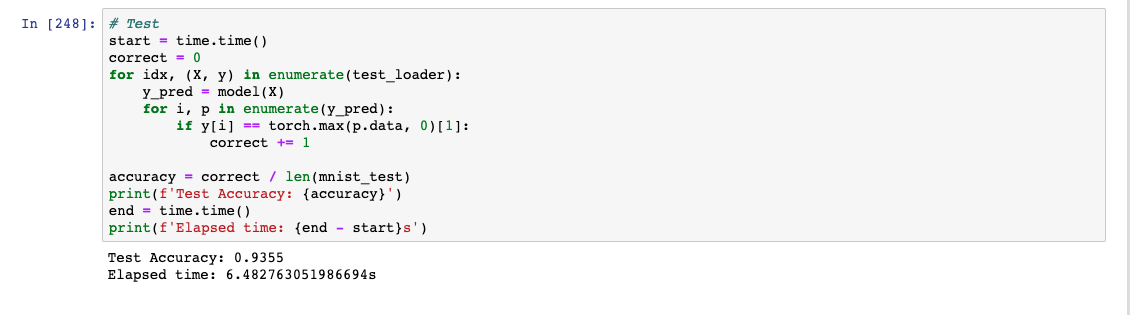 In [248]: # Test
start = time.time()
correct = 0
for idx, (X, y) in enumerate(test_loader):
    y_pred = model(X)
    for i, p in enumerate(y_pred):
        if y[i] == torch.max(p.data, 0)[1]:
            correct += 1

accuracy = correct / len(mnist_test)
print(f'Test Accuracy: {accuracy}')
end = time.time()
print(f'Elapsed time: {end - start}s')
Test Accuracy: 0.9355
Elapsed time: 6.482763051986694s